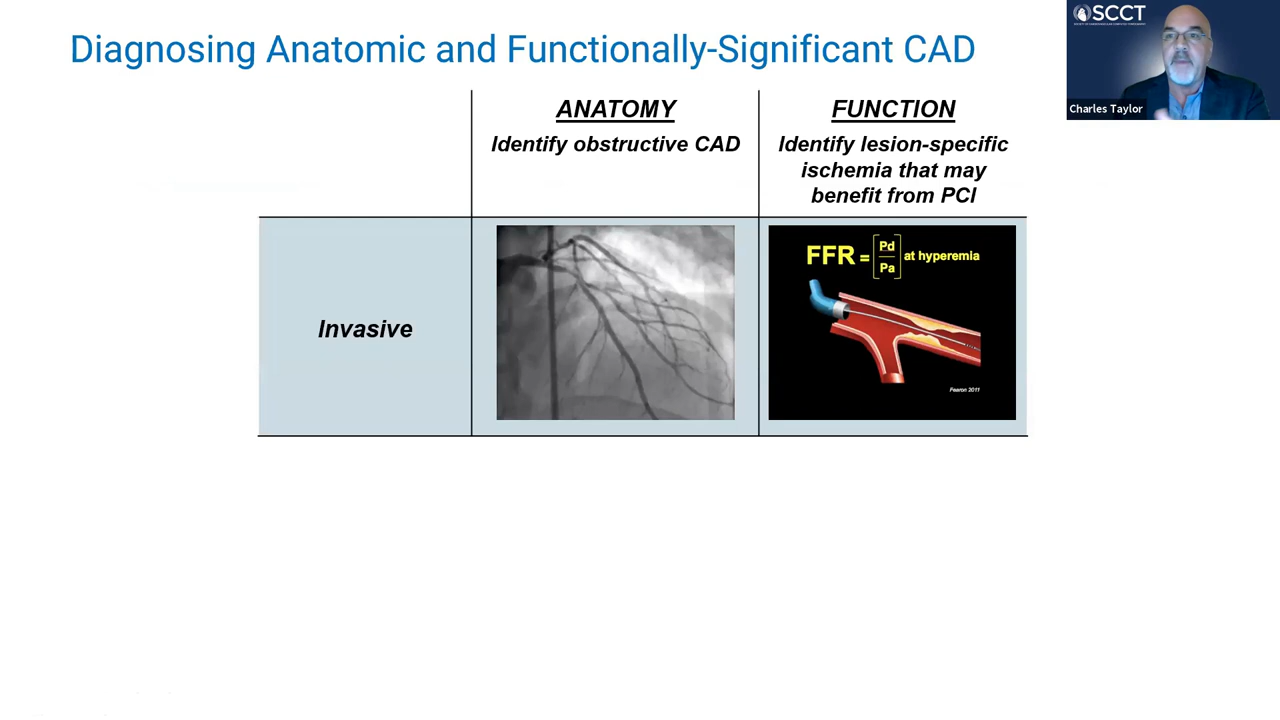 Diagnosing Anatomic and Functionally-Significant CAD
SCCT
Charles Taylor
ANATOMY
Identify obstructive CAD
FUNCTION
Identify lesion-specific
ischemia that may
benefit from PCI
Invasive
FFR = [Pd
Pa] at hyperemia
Fearon 2011